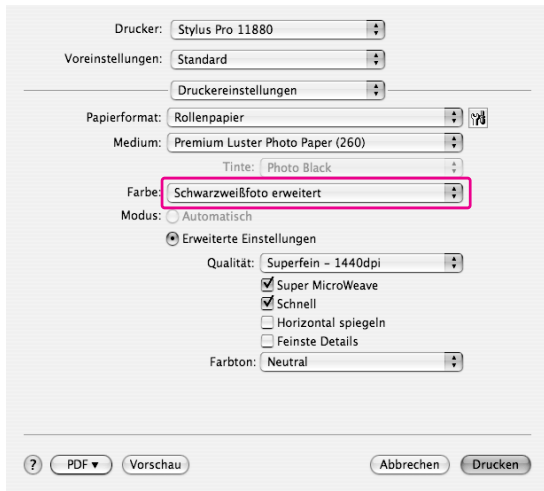 Drucker: Stylus Pro 11880
Voreinstellungen: Standard
Druckereinstellungen
Papierformat: Rollenpapier
Medium: Premium Luster Photo Paper (260)
Tinte: Photo Black
Farbe: Schwarzweißfoto erweitert
Modus: Automatisch
Erweiterte Einstellungen
Qualität: Superfein – 1440dpi
Super MicroWeave
Schnell
Horizontal spiegeln
Feinste Details
Farbton: Neutral
? PDF Vorschau Abbrechen Drucken